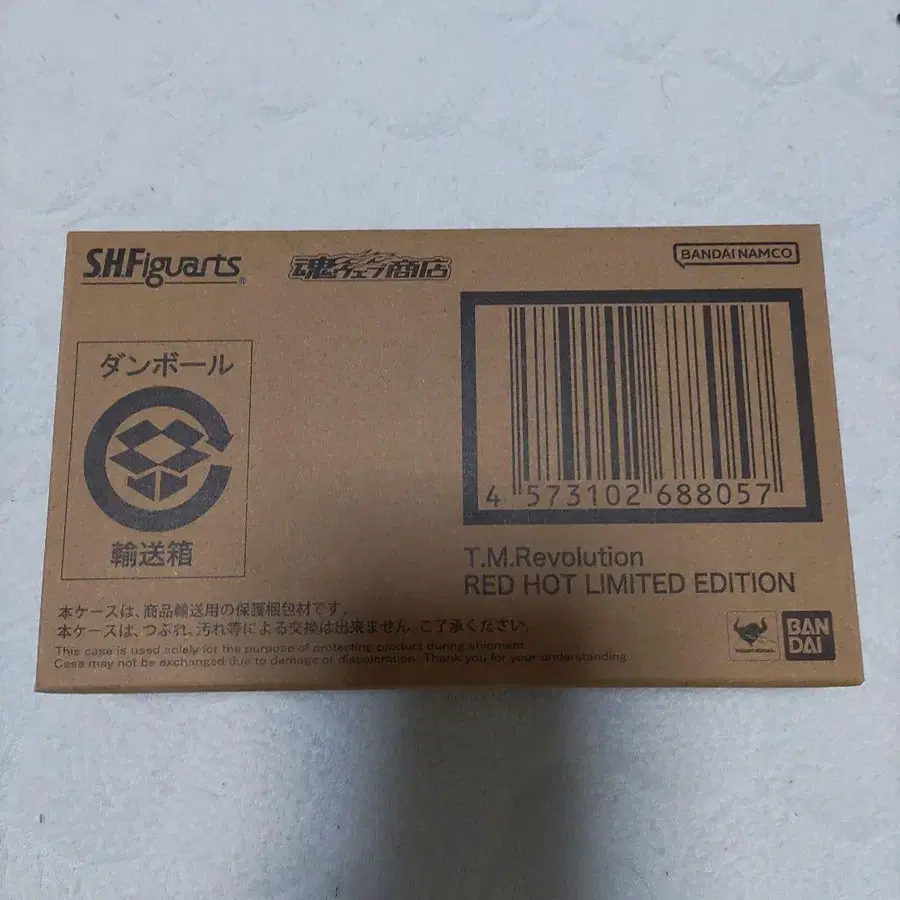 S.H.Figuarts®
魂ウェブ商店
BANDAI NAMCO
ダンボール
輸送箱
4 573102 688057
T.M.Revolution
RED HOT LIMITED EDITION
本ケースは、商品輸送用の保護梱包材です。
本ケースは、つぶれ、汚れ等による交換は出来ません。ご了承ください。
This case is used solely for the purpose of protecting product during shipment.
Case may not be exchanged due to damage or discoloration. Thank you for your understanding.
BAN
DAI